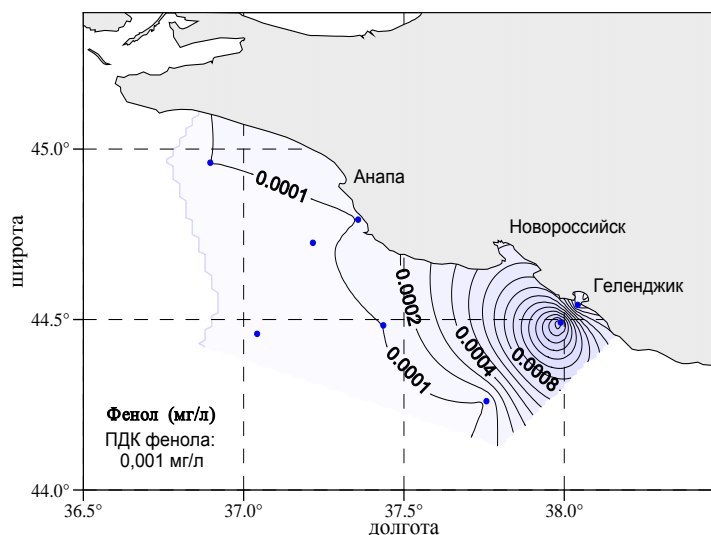 45.0°
44.5°
44.0°
широта
Анапа
Новороссийск
Геленджик
0.0001
0.0002
0.0004
0.0008
0.0001
Фенол (мг/л)
ПДК фенола:
0,001 мг/л
36.5° 37.0° 37.5° 38.0°
долгота